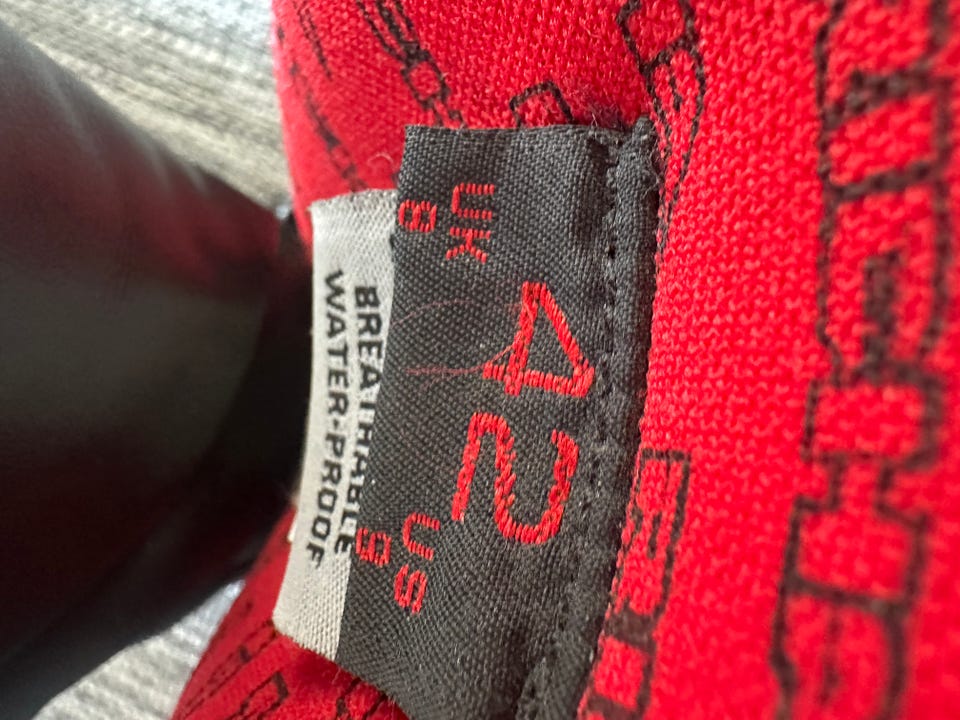 42
UK
8
US
9
BREATHABLE
WATER-PROOF